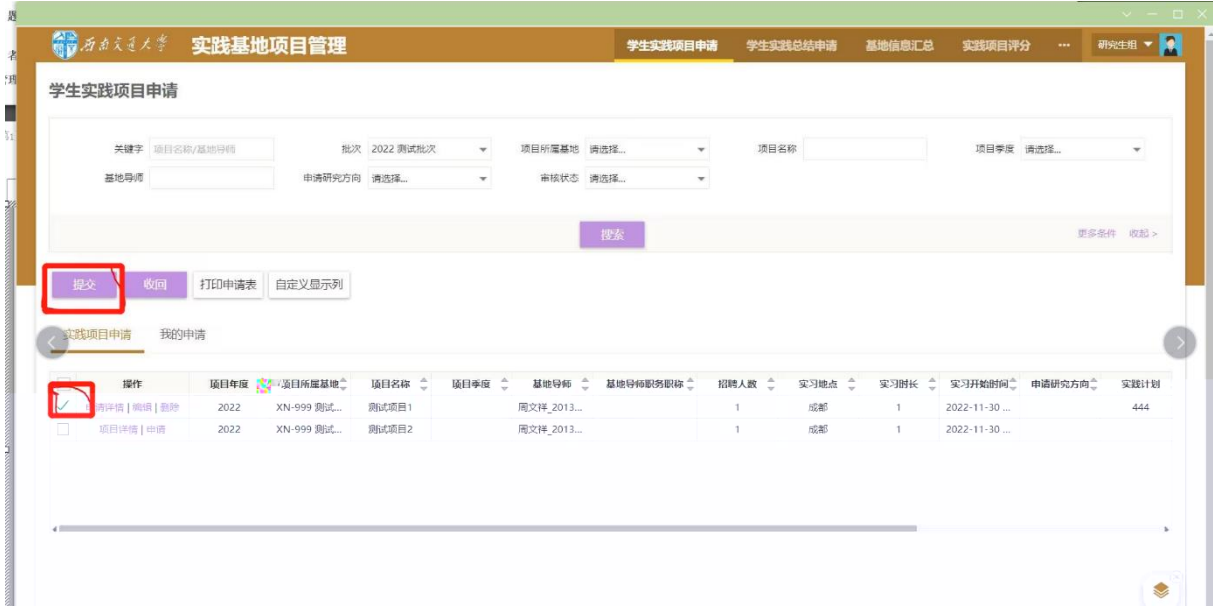 西南交通大学 实践基地项目管理 学生实践项目申请 学生实践总结申请 基地信息汇总 实践项目评分 ... 研究生组
学生实践项目申请
关键字 项目名称/基地导师 批次 2022 测试批次 项目所属基地 请选择... 项目名称 项目季度 请选择...
基地导师 申请研究方向 请选择... 审核状态 请选择...
搜索 更多条件 收起 >
提交 收回 打印申请表 自定义显示列
实践项目申请 我的申请
操作 项目年度 项目所属基地 项目名称 项目季度 基地导师 基地导师职务职称 招聘人数 实习地点 实习时长 实习开始时间 申请研究方向 实践计划
申请详情 | 编辑 | 删除 2022 XN-999 测试... 测试项目1 周文祥_2013... 1 成都 1 2022-11-30 ... 444
项目详情 | 申请 2022 XN-999 测试... 测试项目2 周文祥_2013... 1 成都 1 2022-11-30 ...